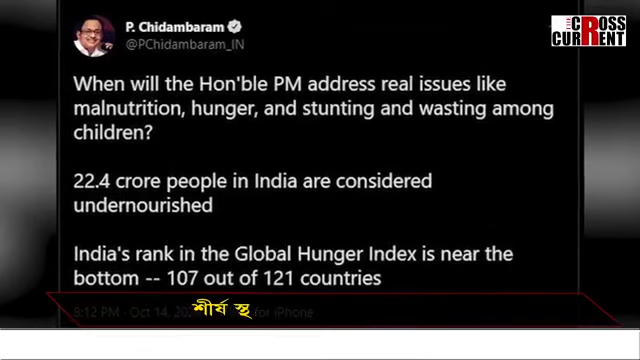 P. Chidambaram
@PChidambaram_IN
THE CROSS
CURRENT
When will the Hon'ble PM address real issues like
malnutrition, hunger, and stunting and wasting among
children?
22.4 crore people in India are considered
undernourished
India's rank in the Global Hunger Index is near the
bottom -- 107 out of 121 countries
8:12 PM · Oct 14, for iPhone
শীর্ষ স্থ